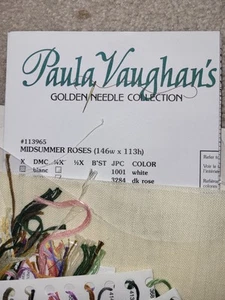 Paula Vaughan's
GOLDEN NEEDLE COLLECTION
#113965
MIDSUMMER ROSES (146w x 113h)
X DMC ¼X ½X B'ST JPC COLOR
blanc 1001 white
3284 dk rose